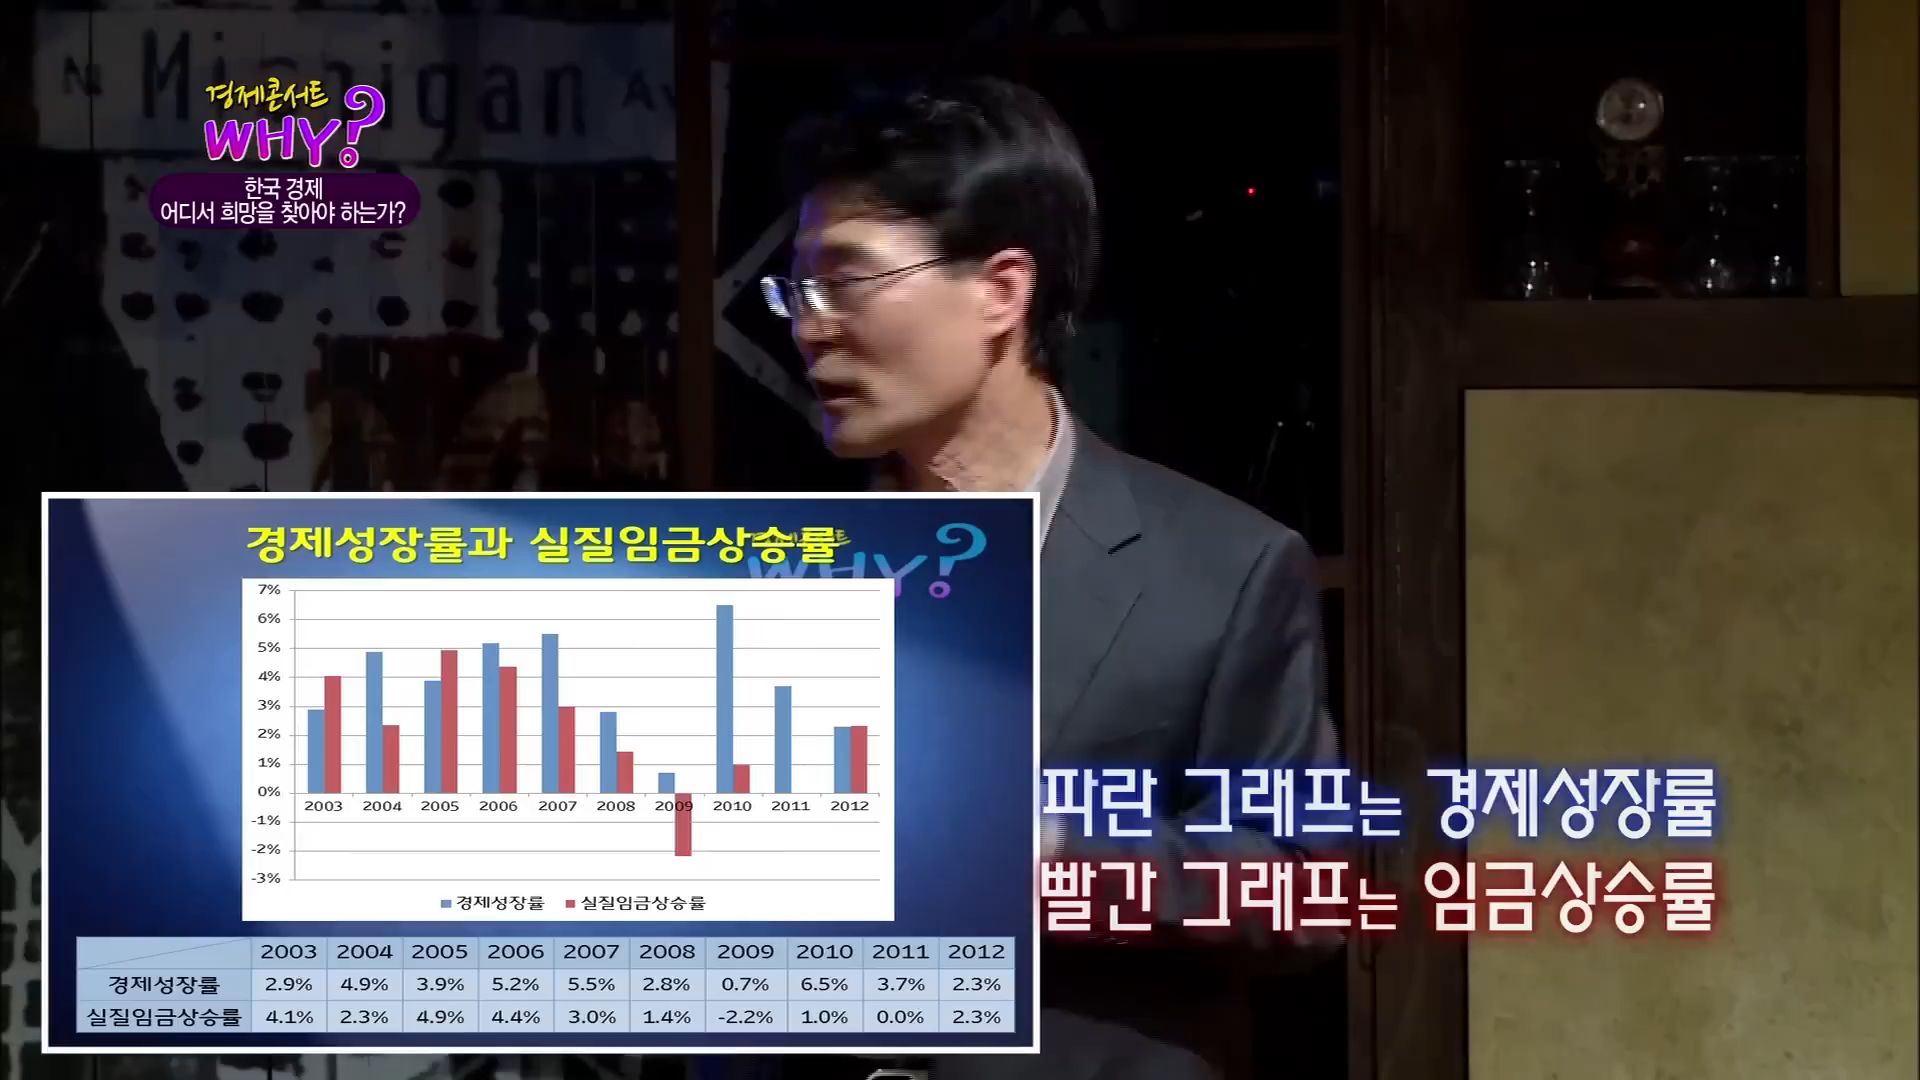 N Michigan Av
경제콘서트
WHY?
한국 경제
어디서 희망을 찾아야 하는가?
경제성장률과 실질임금상승률
WHY?
7%
6%
5%
4%
3%
2%
1%
0%
-1%
-2%
-3%
2003 2004 2005 2006 2007 2008 2009 2010 2011 2012
경제성장률 실질임금상승률
2003 2004 2005 2006 2007 2008 2009 2010 2011 2012
경제성장률 2.9% 4.9% 3.9% 5.2% 5.5% 2.8% 0.7% 6.5% 3.7% 2.3%
실질임금상승률 4.1% 2.3% 4.9% 4.4% 3.0% 1.4% -2.2% 1.0% 0.0% 2.3%
파란 그래프는 경제성장률
빨간 그래프는 임금상승률